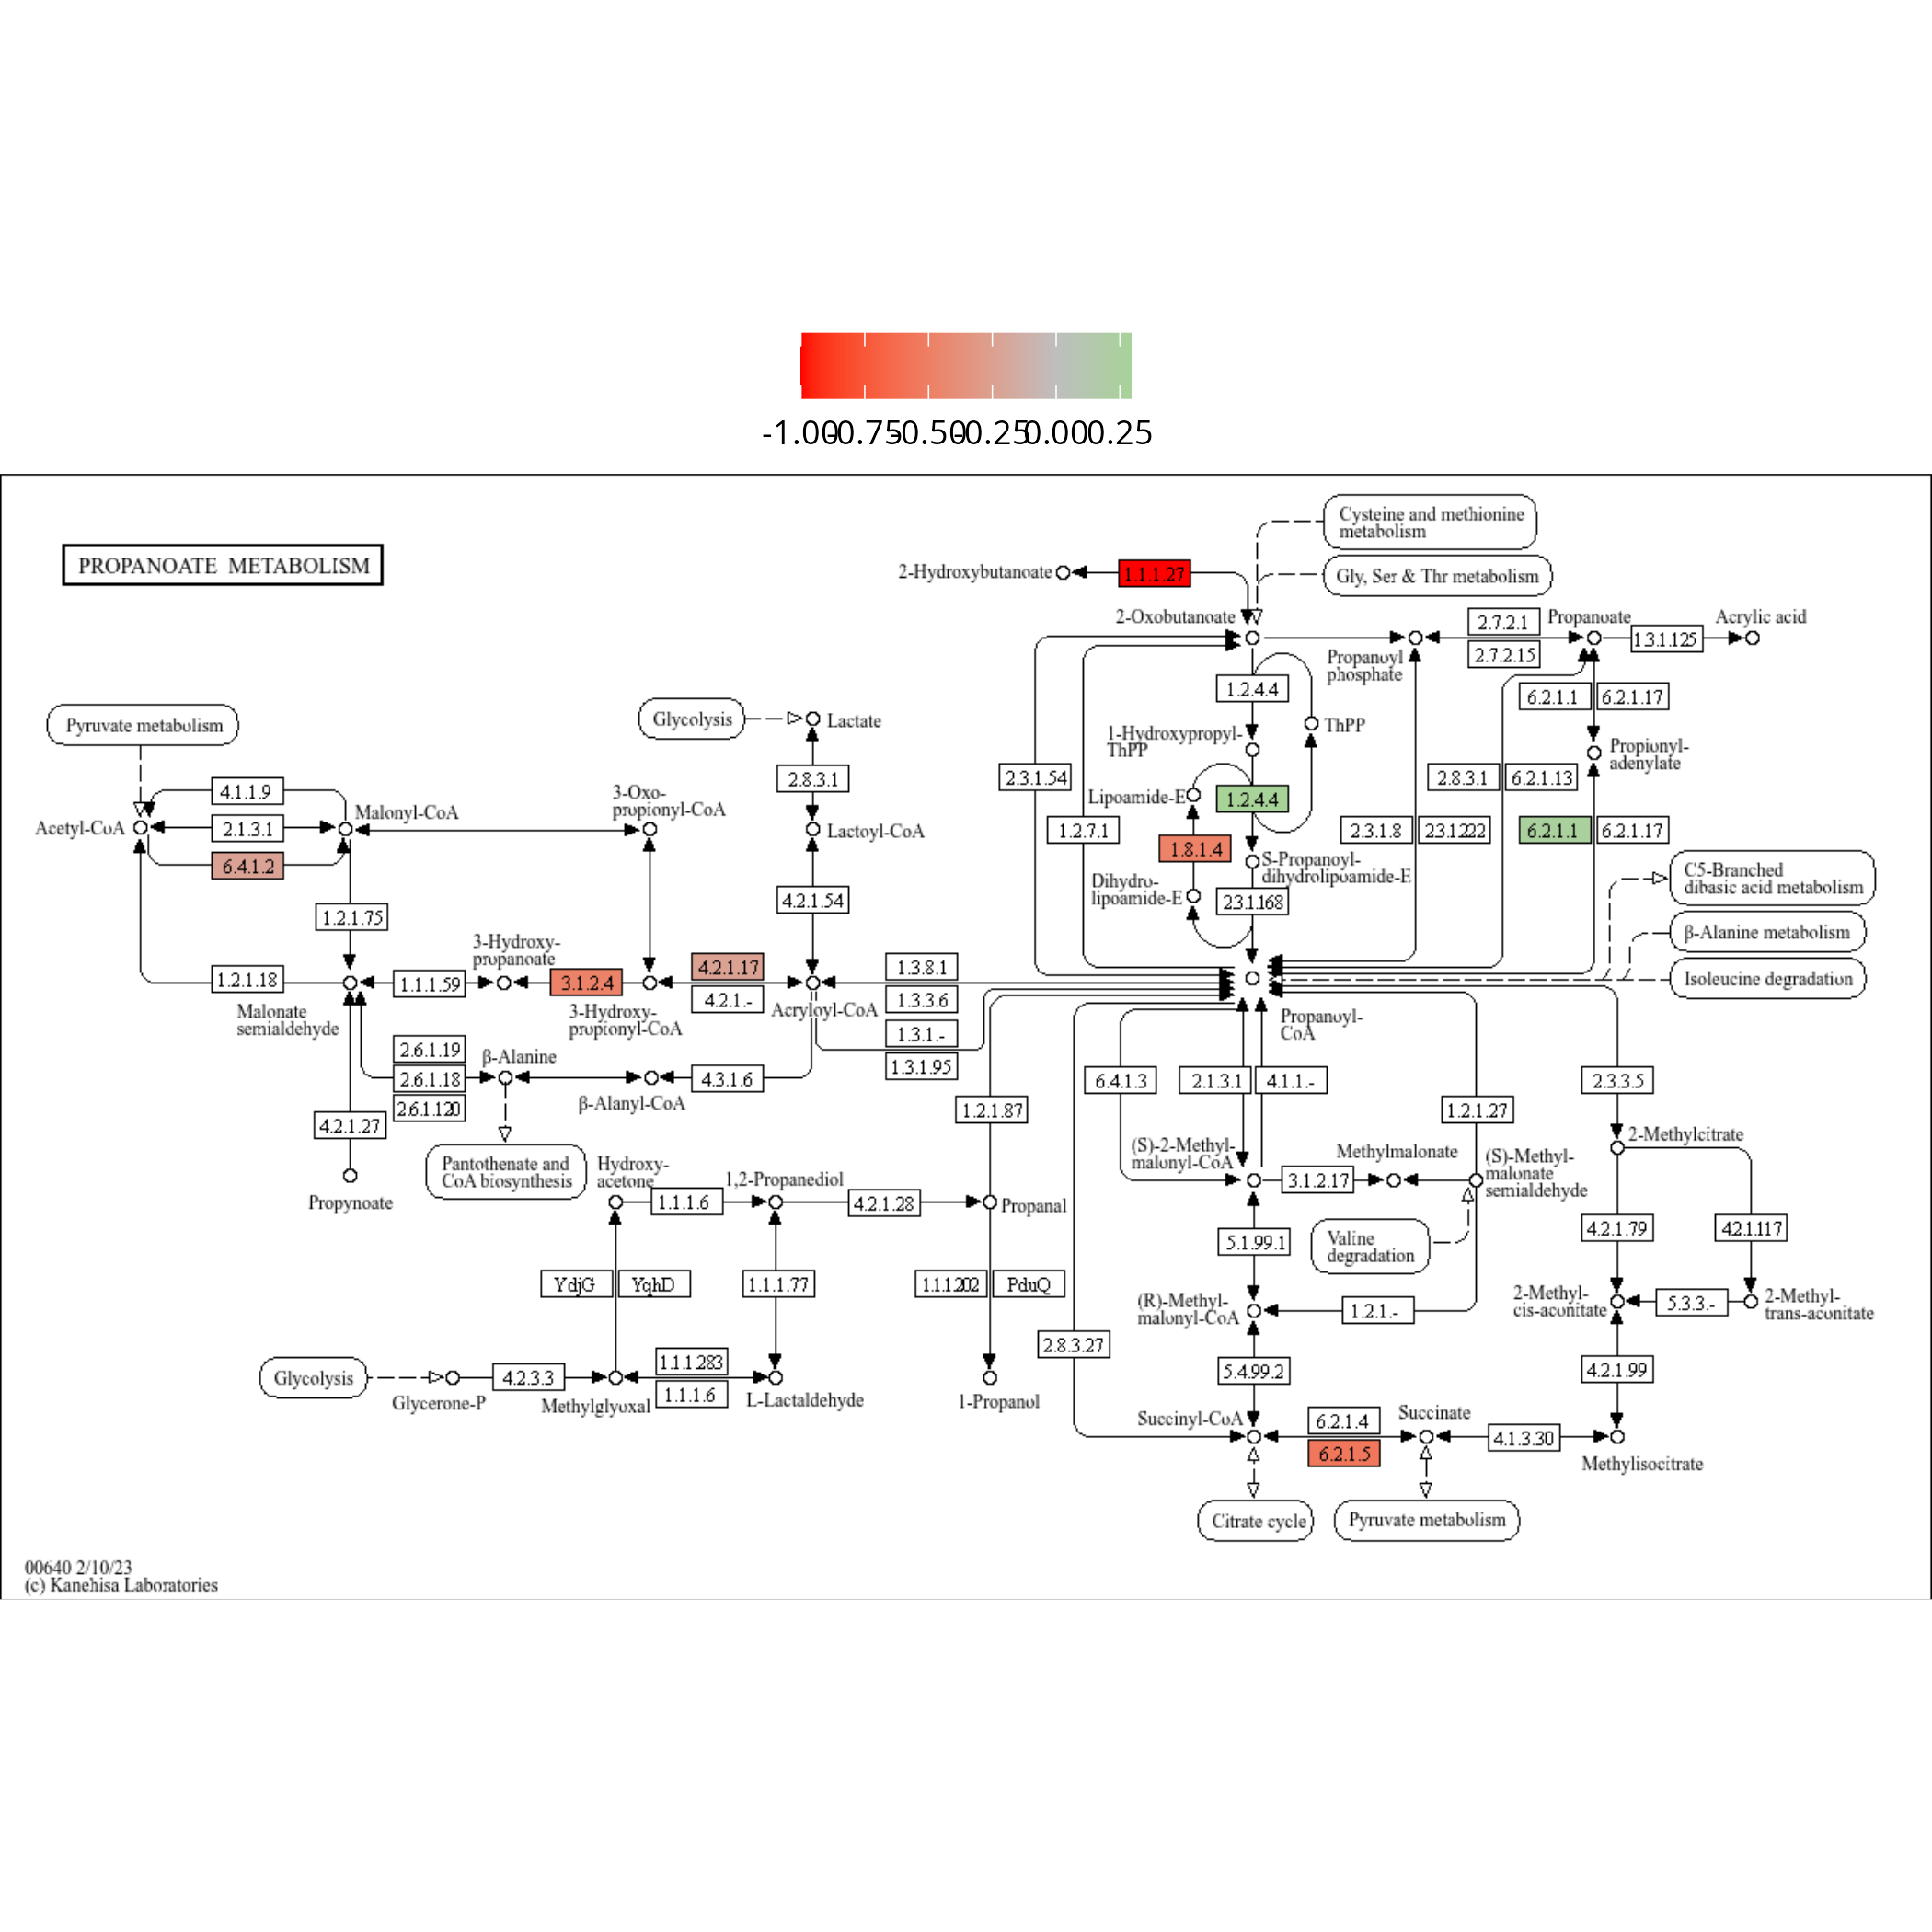 -1.00
-0.75
-0.50
-0.25
0.00
0.25
PROPANOATE METABOLISM
Cysteine and methionine
metabolism
2-Hydroxybutanoate
1.1.1.27
Gly, Ser & Thr metabolism
2-Oxobutanoate
2.7.2.1
Propanoate
Acrylic acid
1.3.1.125
2.7.2.15
Propanoyl
phosphate
1.2.4.4
6.2.1.1
6.2.1.17
Pyruvate metabolism
Glycolysis
Lactate
1-Hydroxypropyl-
ThPP
ThPP
Propionyl-
adenylate
4.1.1.9
2.8.3.1
2.3.1.54
2.8.3.1
6.2.1.13
3-Oxo-
propionyl-CoA
Lipoamide-E
1.2.4.4
Malonyl-CoA
Acetyl-CoA
2.1.3.1
Lactoyl-CoA
1.2.7.1
2.3.1.8
2.3.1.222
6.2.1.1
6.2.1.17
6.4.1.2
1.8.1.4
S-Propanoyl-
dihydrolipoamide-E
C5-Branched
dibasic acid metabolism
Dihydro-
lipoamide-E
4.2.1.54
2.3.1.168
1.2.1.75
β-Alanine metabolism
3-Hydroxy-
propanoate
4.2.1.17
1.3.8.1
1.2.1.18
1.1.1.59
3.1.2.4
Isoleucine degradation
4.2.1.-
1.3.3.6
Malonate
semialdehyde
3-Hydroxy-
propionyl-CoA
Acryloyl-CoA
Propanoyl-
CoA
1.3.1.-
2.6.1.19
β-Alanine
1.3.1.95
2.6.1.18
4.3.1.6
6.4.1.3
2.1.3.1
4.1.1.-
2.3.3.5
2.6.1.120
β-Alanyl-CoA
1.2.1.87
1.2.1.27
4.2.1.27
2-Methylcitrate
(S)-2-Methyl-
malonyl-CoA
Methylmalonate
(S)-Methyl-
malonate
semialdehyde
Pantothenate and
CoA biosynthesis
Hydroxy-
acetone
1,2-Propanediol
3.1.2.17
Propynoate
1.1.1.6
4.2.1.28
Propanal
5.1.99.1
Valine
degradation
4.2.1.79
4.2.1.117
YdjG
YqhD
1.1.1.77
1.1.1.202
PduQ
(R)-Methyl-
malonyl-CoA
1.2.1.-
2-Methyl-
cis-aconitate
5.3.3.-
2-Methyl-
trans-aconitate
2.8.3.27
1.1.1.283
Glycolysis
4.2.3.3
5.4.99.2
4.2.1.99
1.1.1.6
Glycerone-P
Methylglyoxal
L-Lactaldehyde
1-Propanol
Succinyl-CoA
6.2.1.4
Succinate
4.1.3.30
6.2.1.5
Methylisocitrate
Citrate cycle
Pyruvate metabolism
00640 2/10/23
(c) Kanehisa Laboratories